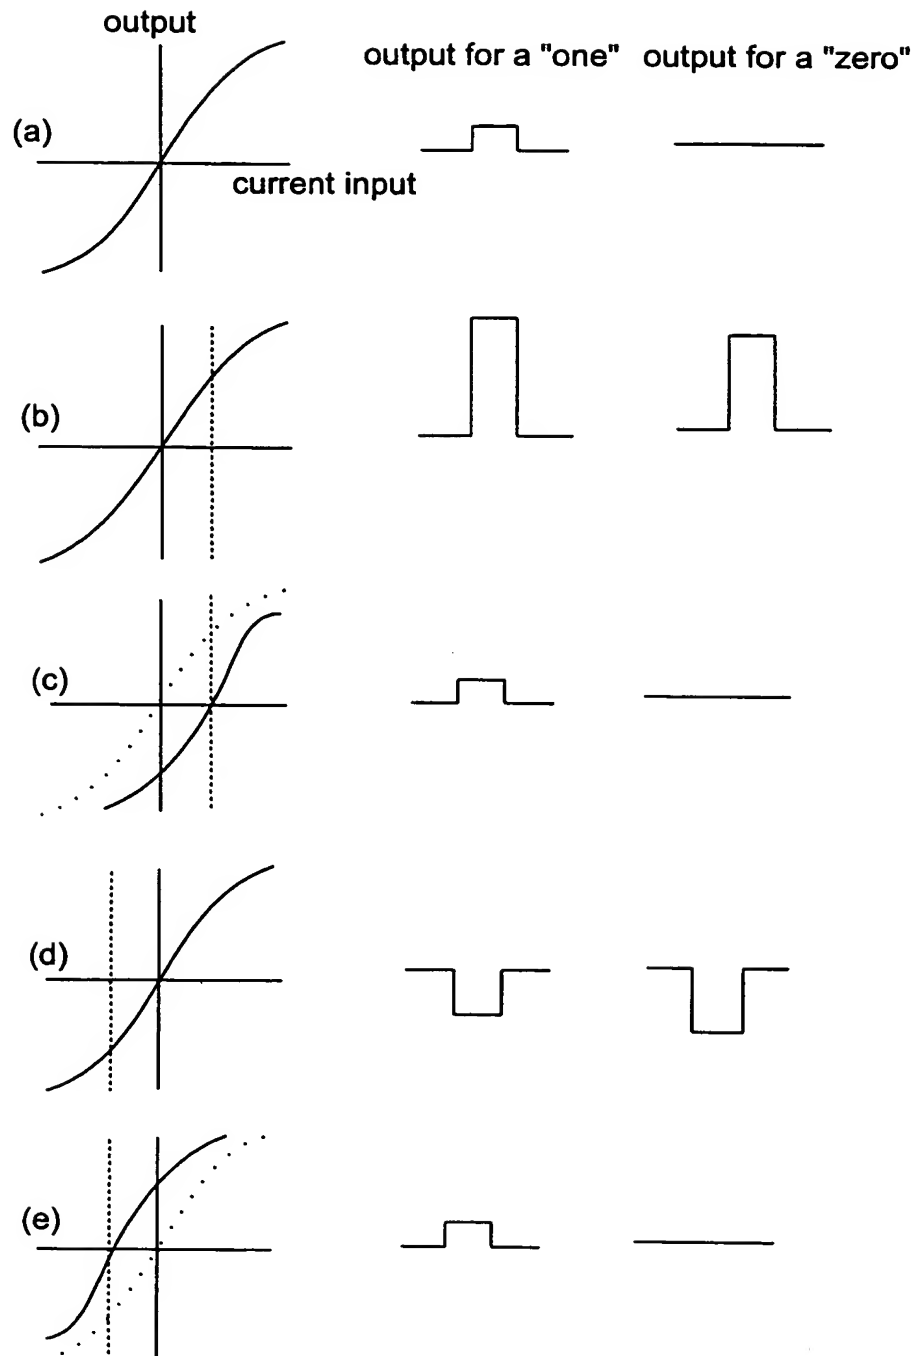 output
output for a "one" output for a "zero"
(a)
current input
(b)
(c)
(d)
(e)